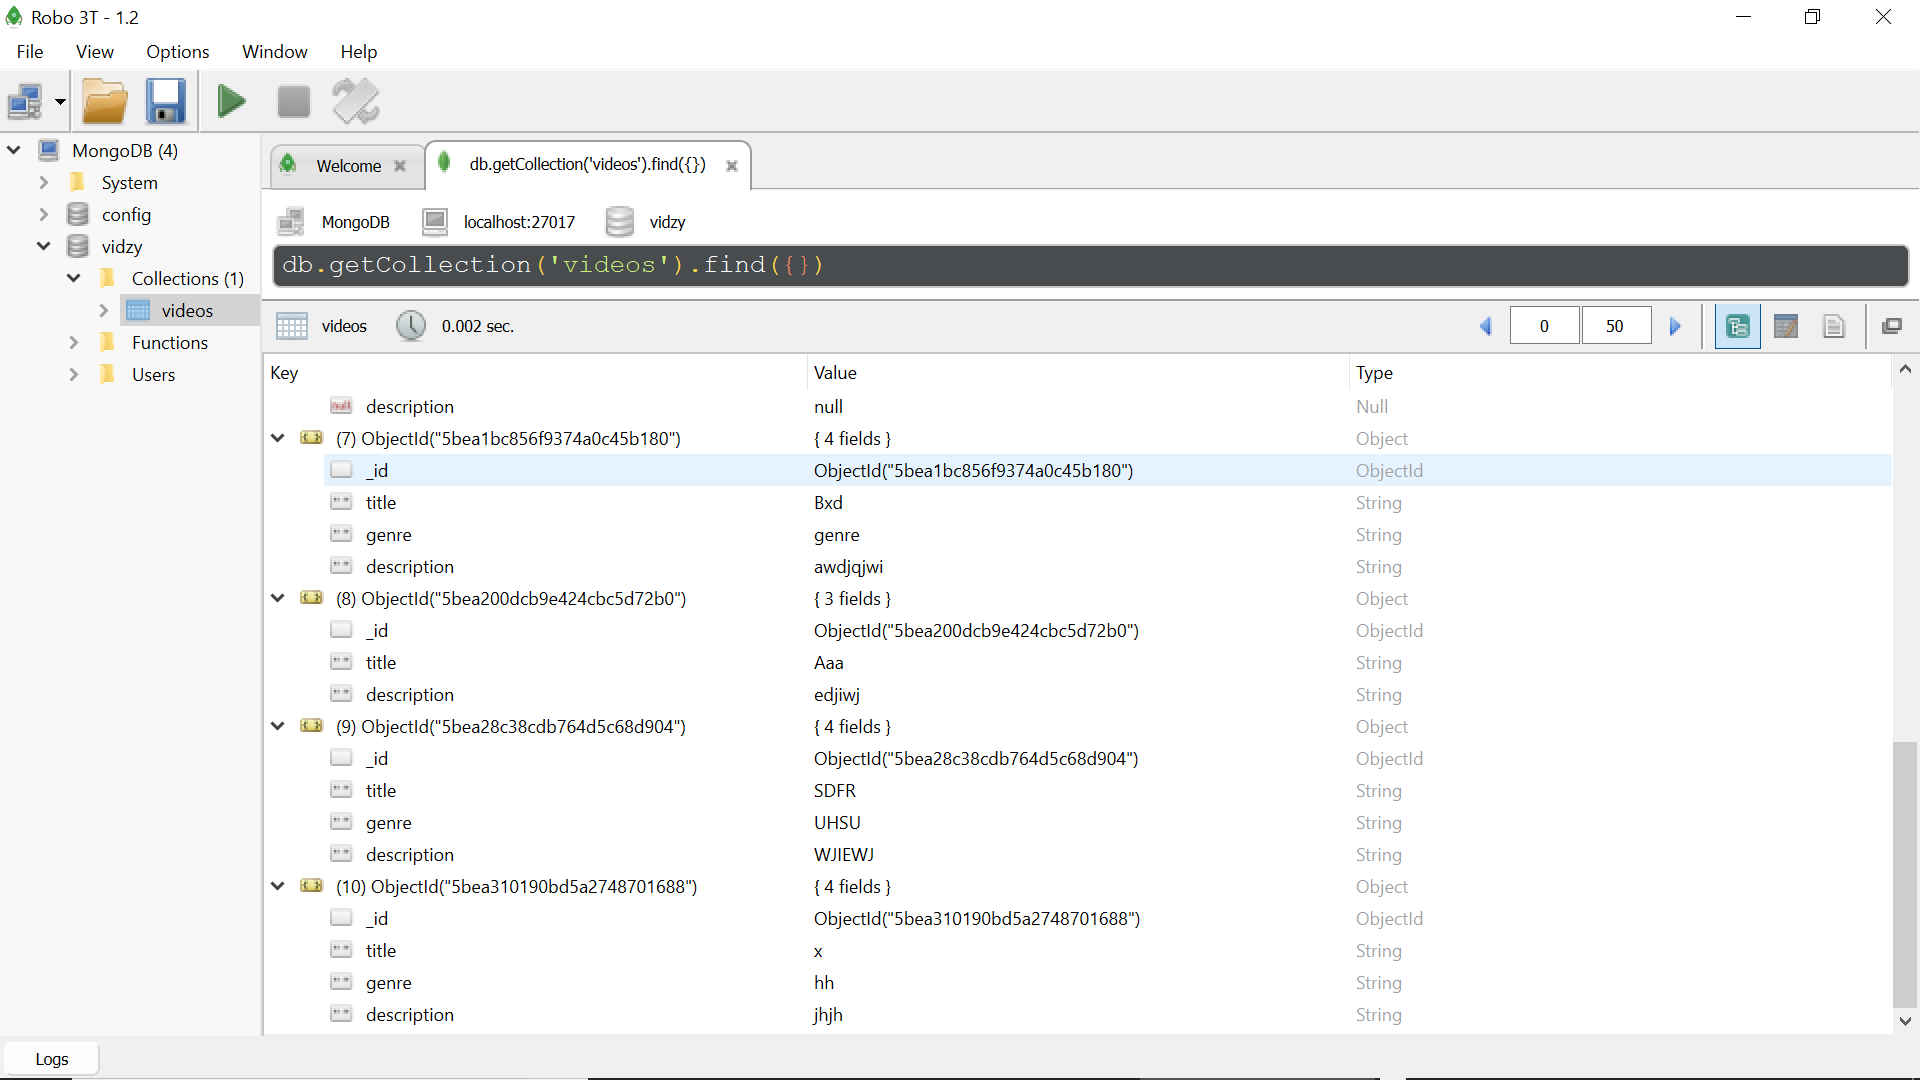 Robo 3T - 1.2
File View Options Window Help
MongoDB (4)
System
config
vidzy
Collections (1)
videos
Functions
Users
Welcome db.getCollection('videos').find({})
MongoDB localhost:27017 vidzy
db.getCollection('videos').find({})
videos 0.002 sec. 0 50
Key Value Type
null description null Null
(7) ObjectId("5bea1bc856f9374a0c45b180") { 4 fields } Object
_id ObjectId("5bea1bc856f9374a0c45b180") ObjectId
title Bxd String
genre genre String
description awdjqjwi String
(8) ObjectId("5bea200dcb9e424cbc5d72b0") { 3 fields } Object
_id ObjectId("5bea200dcb9e424cbc5d72b0") ObjectId
title Aaa String
description edjiwj String
(9) ObjectId("5bea28c38cdb764d5c68d904") { 4 fields } Object
_id ObjectId("5bea28c38cdb764d5c68d904") ObjectId
title SDFR String
genre UHSU String
description WJIEWJ String
(10) ObjectId("5bea310190bd5a2748701688") { 4 fields } Object
_id ObjectId("5bea310190bd5a2748701688") ObjectId
title x String
genre hh String
description jhjh String
Logs